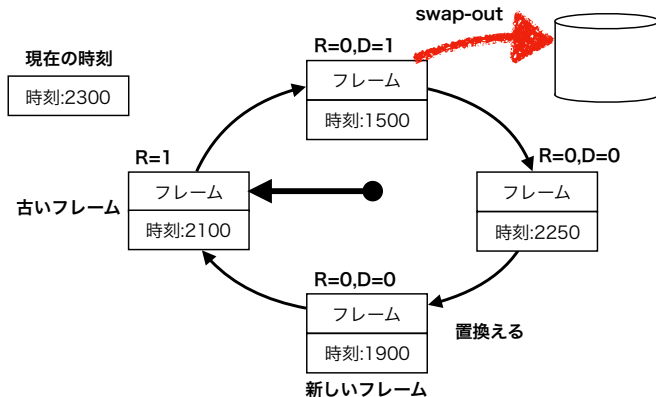 swap-out
現在の時刻
時刻:2300
R=0,D=1
フレーム
時刻:1500
R=1
フレーム
時刻:2100
古いフレーム
R=0,D=0
フレーム
時刻:2250
R=0,D=0
フレーム
時刻:1900
置換える
新しいフレーム